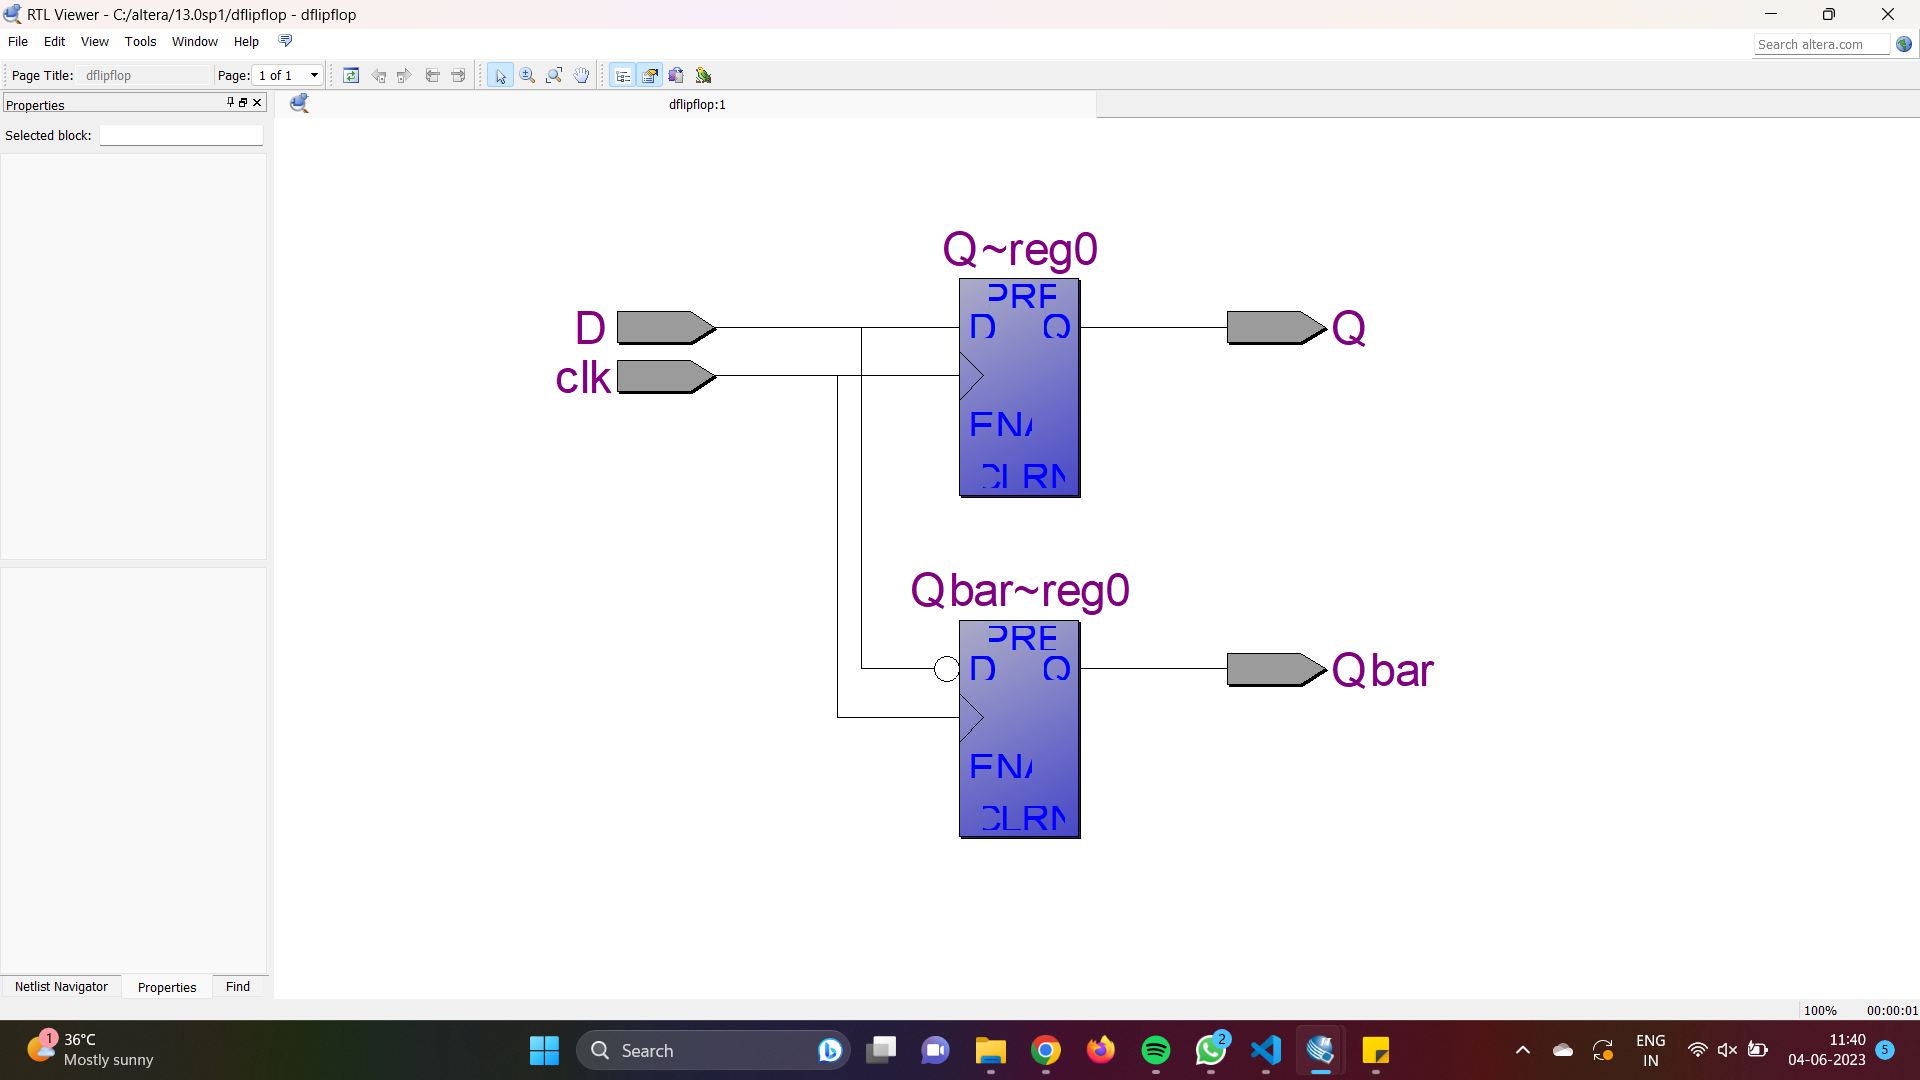 RTL Viewer - C:/altera/13.0sp1/dflipflop - dflipflop
File Edit View Tools Window Help
Search altera.com
Page Title: dflipflop Page: 1 of 1
Properties
dflipflop:1
Selected block:
Q~reg0
PRE
D
D Q
Q
clk
ENA
CLRN
Qbar~reg0
PRE
D Q
Qbar
ENA
CLRN
Netlist Navigator Properties Find
100% 00:00:01
1
36°C
Mostly sunny
Search
2
ENG
IN
11:40
04-06-2023
5